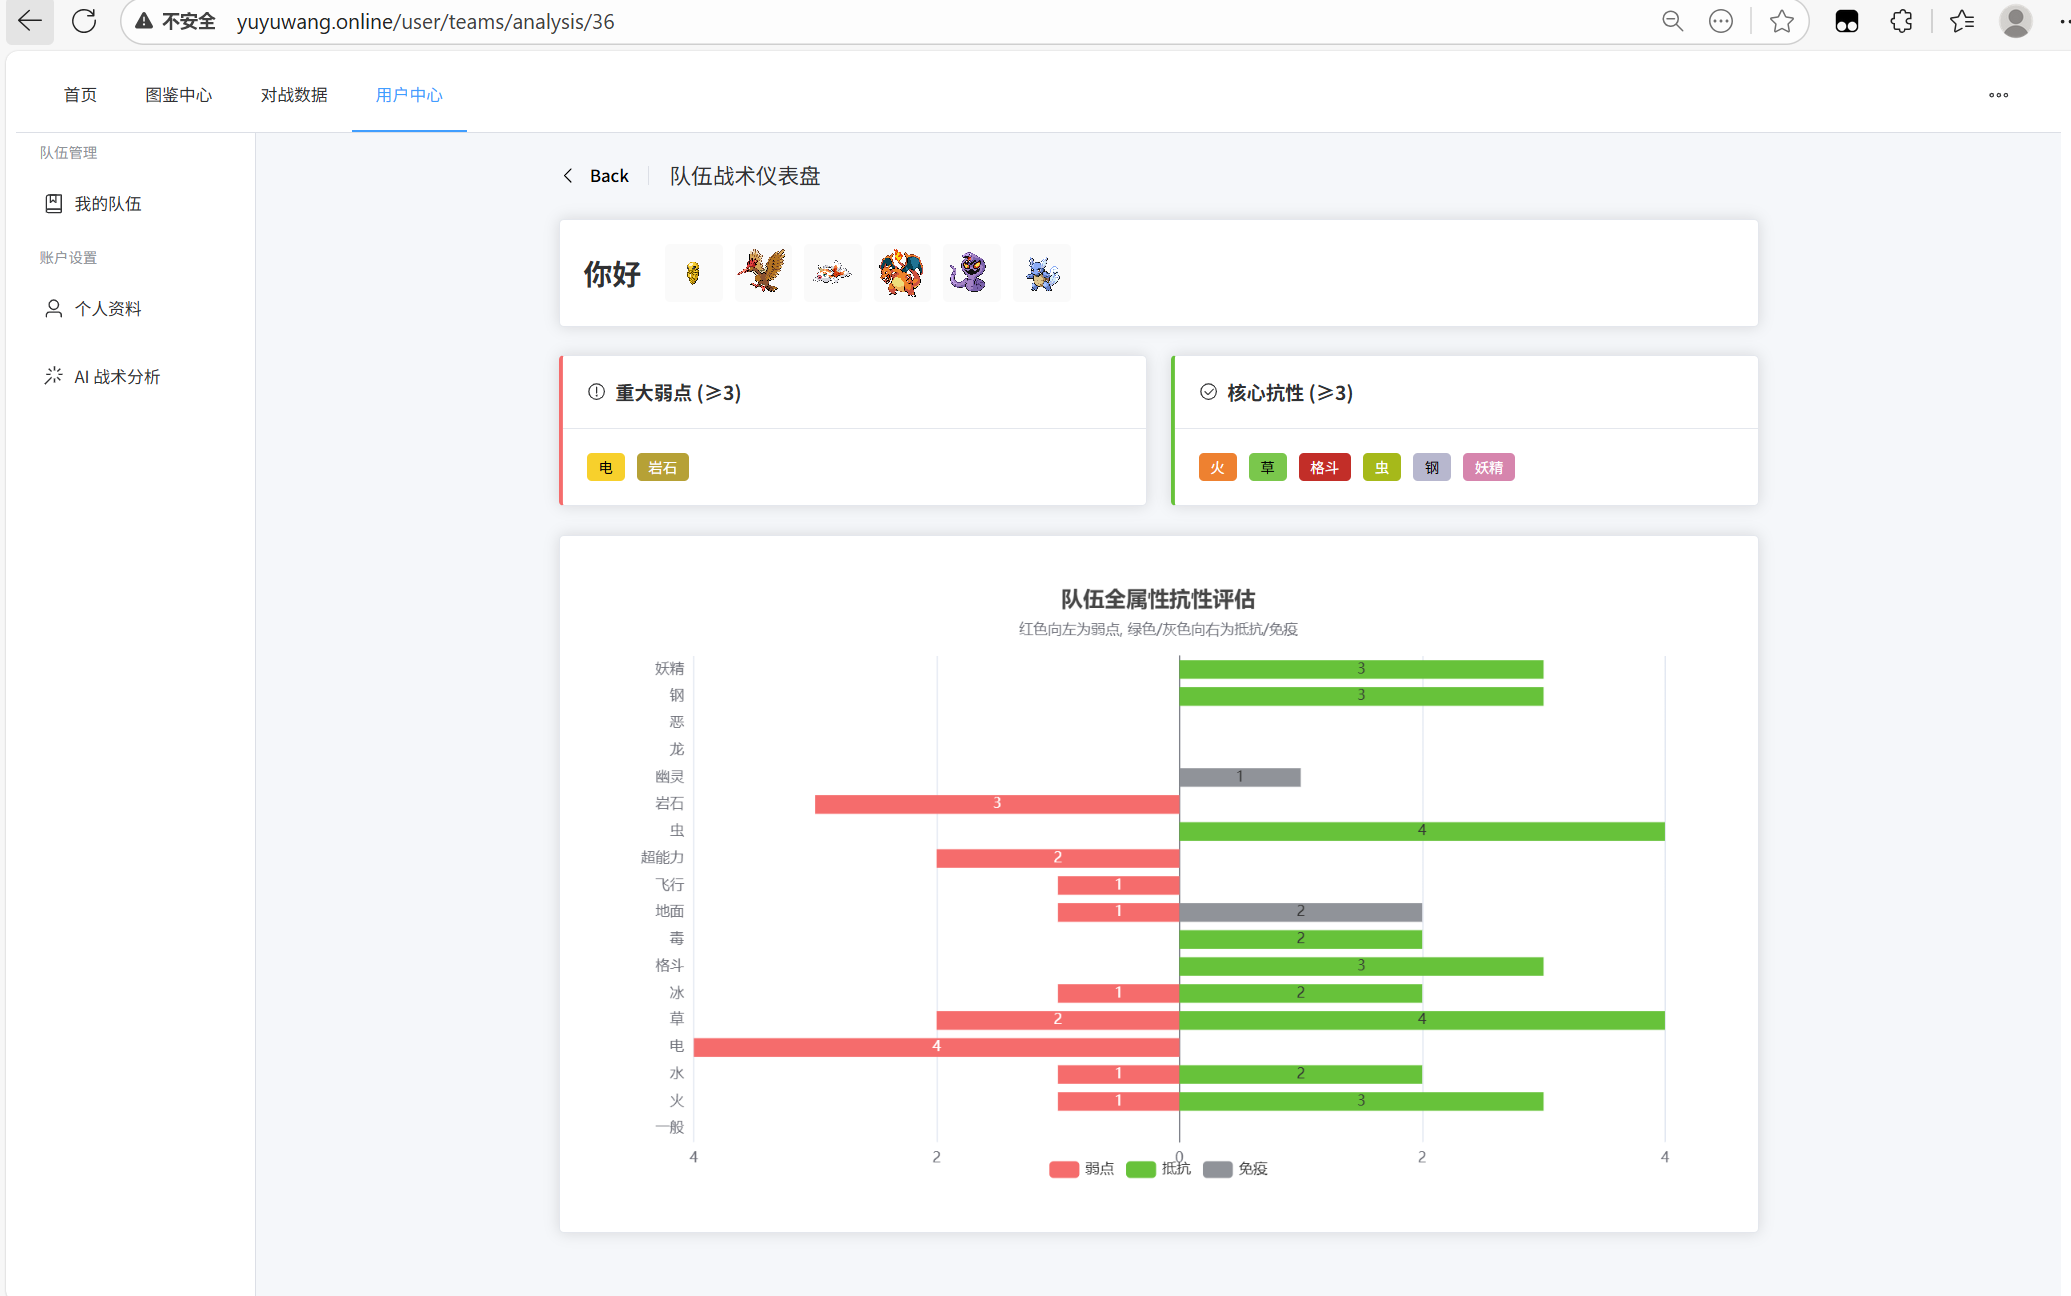 不安全 yuyuwang.online/user/teams/analysis/36
首页 图鉴中心 对战数据 用户中心
队伍管理
我的队伍
账户设置
个人资料
AI 战术分析
Back 队伍战术仪表盘
你好
重大弱点 (≥3)
电 岩石
核心抗性 (≥3)
火 草 格斗 虫 钢 妖精
队伍全属性抗性评估
红色向左为弱点, 绿色/灰色向右为抵抗/免疫
妖精 3
钢 3
恶
龙
幽灵 1
岩石 3
虫 4
超能力 2
飞行 1
地面 1 2
毒 2
格斗 3
冰 1 2
草 2 4
电 4
水 1 2
火 1 3
一般
4 2 0 2 4
弱点 抵抗 免疫